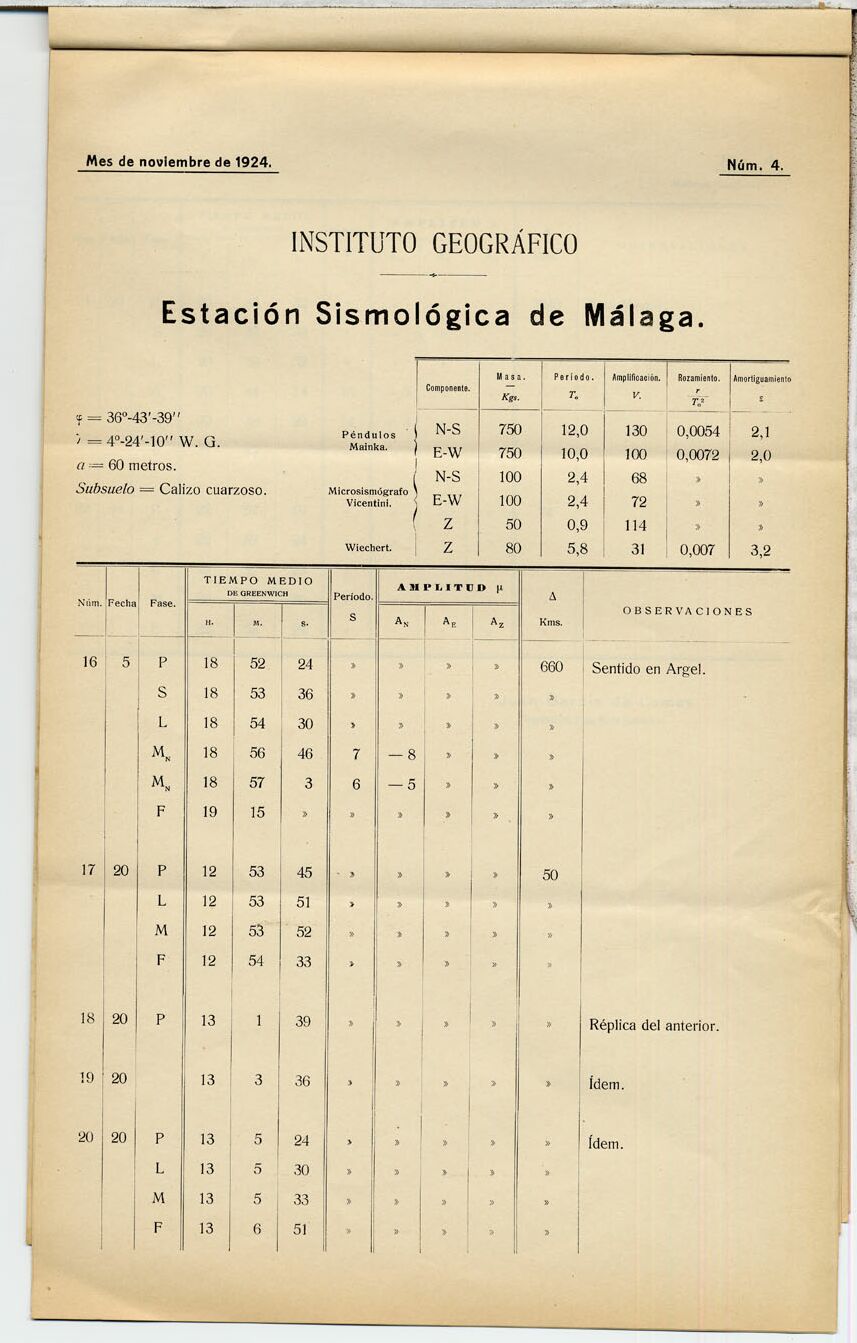 Mes de noviembre de 1924. Núm. 4.
INSTITUTO GEOGRÁFICO
Estación Sismológica de Málaga.
φ = 36º-43'-39''
λ = 4º-24'-10'' W. G.
a = 60 metros.
Subsuelo = Calizo cuarzoso.
Componente. Masa. — Kgs. Período. T₀ Amplificación. V. Rozamiento. r/T₀² Amortiguamiento ε
Péndulos Mainka. N-S 750 12,0 130 0,0054 2,1
E-W 750 10,0 100 0,0072 2,0
Microsismógrafo Vicentini. N-S 100 2,4 68 » »
E-W 100 2,4 72 » »
Z 50 0,9 114 » »
Wiechert. Z 80 5,8 31 0,007 3,2
Núm. Fecha Fase. TIEMPO MEDIO DE GREENWICH Período. S AMPLITUD μ Δ Kms. OBSERVACIONES
H. M. S. A_N A_E A_Z
16 5 P 18 52 24 » » » » 660 Sentido en Argel.
S 18 53 36 » » » » »
L 18 54 30 » » » » »
M_N 18 56 46 7 — 8 » » »
M_N 18 57 3 6 — 5 » » »
F 19 15 » » » » » »
17 20 P 12 53 45 » » » » 50
L 12 53 51 » » » » »
M 12 53 52 » » » » »
F 12 54 33 » » » » »
18 20 P 13 1 39 » » » » » Réplica del anterior.
19 20 13 3 36 » » » » » Ídem.
20 20 P 13 5 24 » » » » » Ídem.
L 13 5 30 » » » » »
M 13 5 33 » » » » »
F 13 6 51 » » » » »